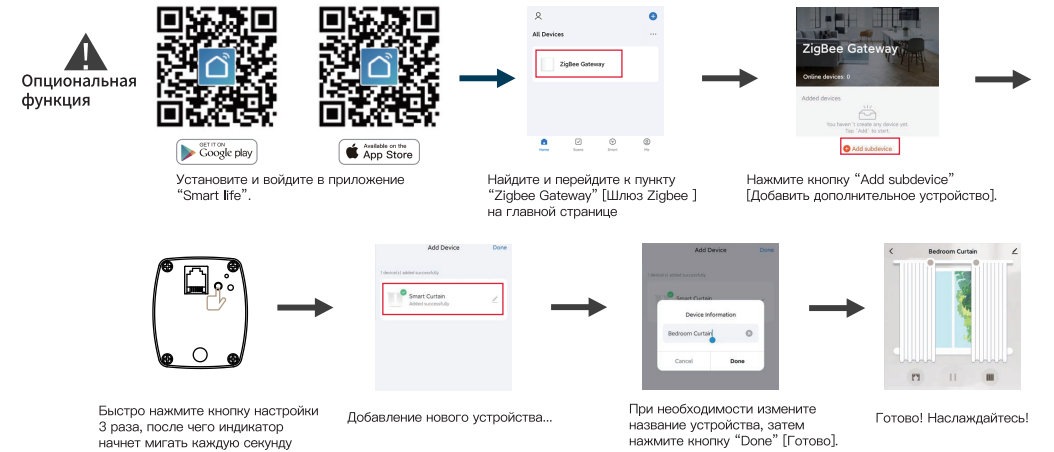 Опциональная
функция
GET IT ON
Google play
Available on the
App Store
Установите и войдите в приложение
“Smart life”.
All Devices
ZigBee Gateway
Home
Scene
Smart
Me
Найдите и перейдите к пункту
“Zigbee Gateway” [Шлюз Zigbee ]
на главной странице
ZigBee Gateway
Online devices: 0
Added devices
You haven't create any device yet.
Tap "Add" to start.
Add subdevice
Нажмите кнопку “Add subdevice”
[Добавить дополнительное устройство].
Быстро нажмите кнопку настройки
3 раза, после чего индикатор
начнет мигать каждую секунду
Add Device
Done
1 device(s) added successfully
Smart Curtain
Added successfully
Добавление нового устройства...
Add Device
Done
1 device(s) added successfully
Smart Curtain
Device Information
Bedroom Curtain
Cancel
Done
При необходимости измените
название устройства, затем
нажмите кнопку “Done” [Готово].
Bedroom Curtain
Готово! Наслаждайтесь!